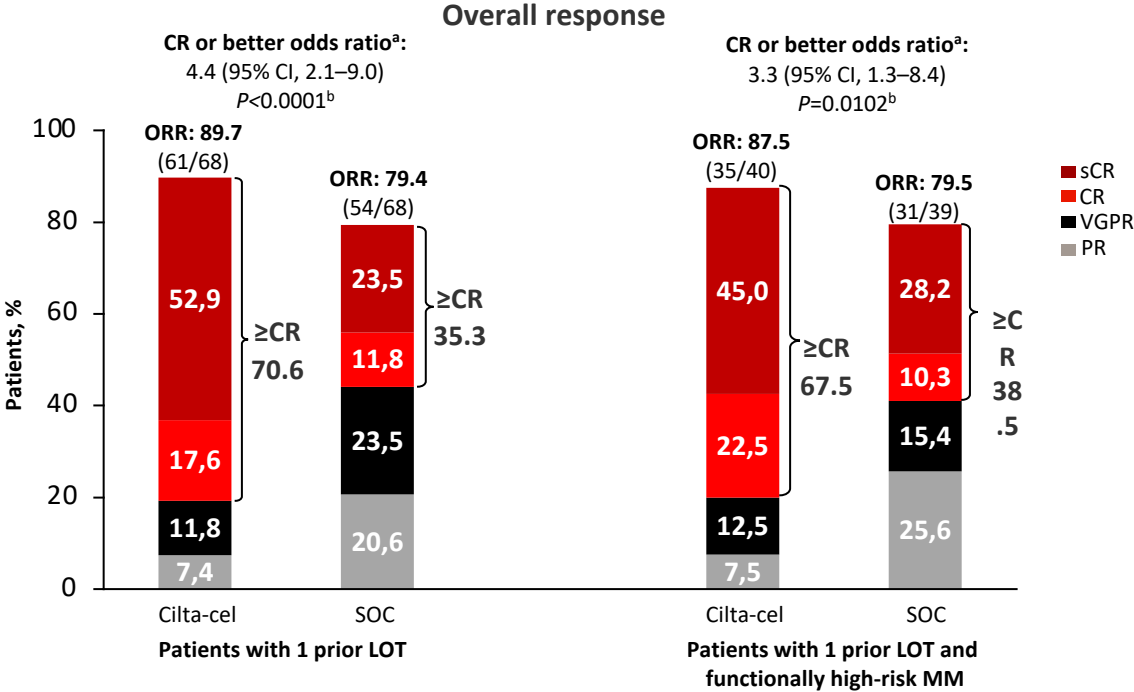 Overall response
CR or better odds ratioᵃ:
4.4 (95% CI, 2.1–9.0)
P<0.0001ᵇ
CR or better odds ratioᵃ:
3.3 (95% CI, 1.3–8.4)
P=0.0102ᵇ
Patients, %
100
80
60
40
20
0
ORR: 89.7
(61/68)
52,9
17,6
11,8
7,4
≥CR
70.6
ORR: 79.4
(54/68)
23,5
11,8
23,5
20,6
≥CR
35.3
ORR: 87.5
(35/40)
45,0
22,5
12,5
7,5
≥CR
67.5
ORR: 79.5
(31/39)
28,2
10,3
15,4
25,6
≥C
R
38
.5
sCR
CR
VGPR
PR
Cilta-cel
SOC
Cilta-cel
SOC
Patients with 1 prior LOT
Patients with 1 prior LOT and
functionally high-risk MM